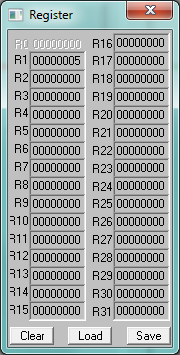 Register
R0 00000000 R16 00000000
R1 00000005 R17 00000000
R2 00000000 R18 00000000
R3 00000000 R19 00000000
R4 00000000 R20 00000000
R5 00000000 R21 00000000
R6 00000000 R22 00000000
R7 00000000 R23 00000000
R8 00000000 R24 00000000
R9 00000000 R25 00000000
R10 00000000 R26 00000000
R11 00000000 R27 00000000
R12 00000000 R28 00000000
R13 00000000 R29 00000000
R14 00000000 R30 00000000
R15 00000000 R31 00000000
Clear Load Save